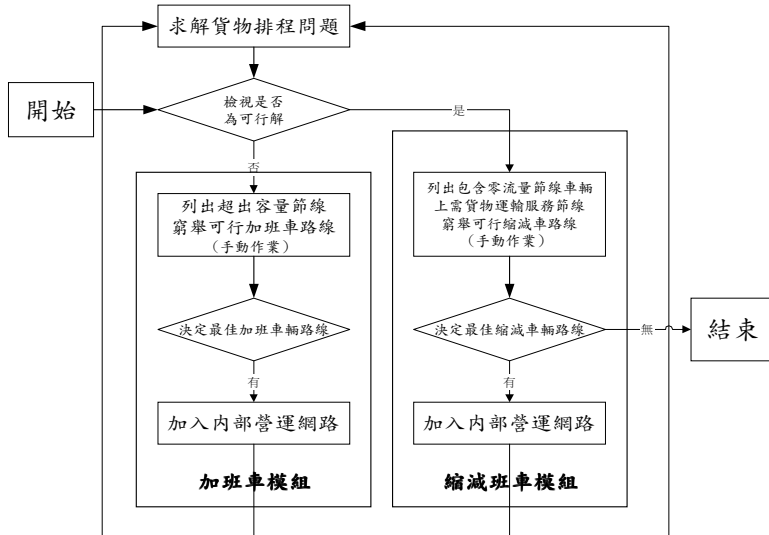 求解貨物排程問題
開始
檢視是否
為可行解
是
否
列出超出容量節線
窮舉可行加班車路線
（手動作業）
列出包含零流量節線車輛
上需貨物運輸服務節線
窮舉可行縮減車路線
（手動作業）
決定最佳加班車輛路線
決定最佳縮減車輛路線
無
結束
有
有
加入內部營運網路
加入內部營運網路
加班車模組
縮減班車模組